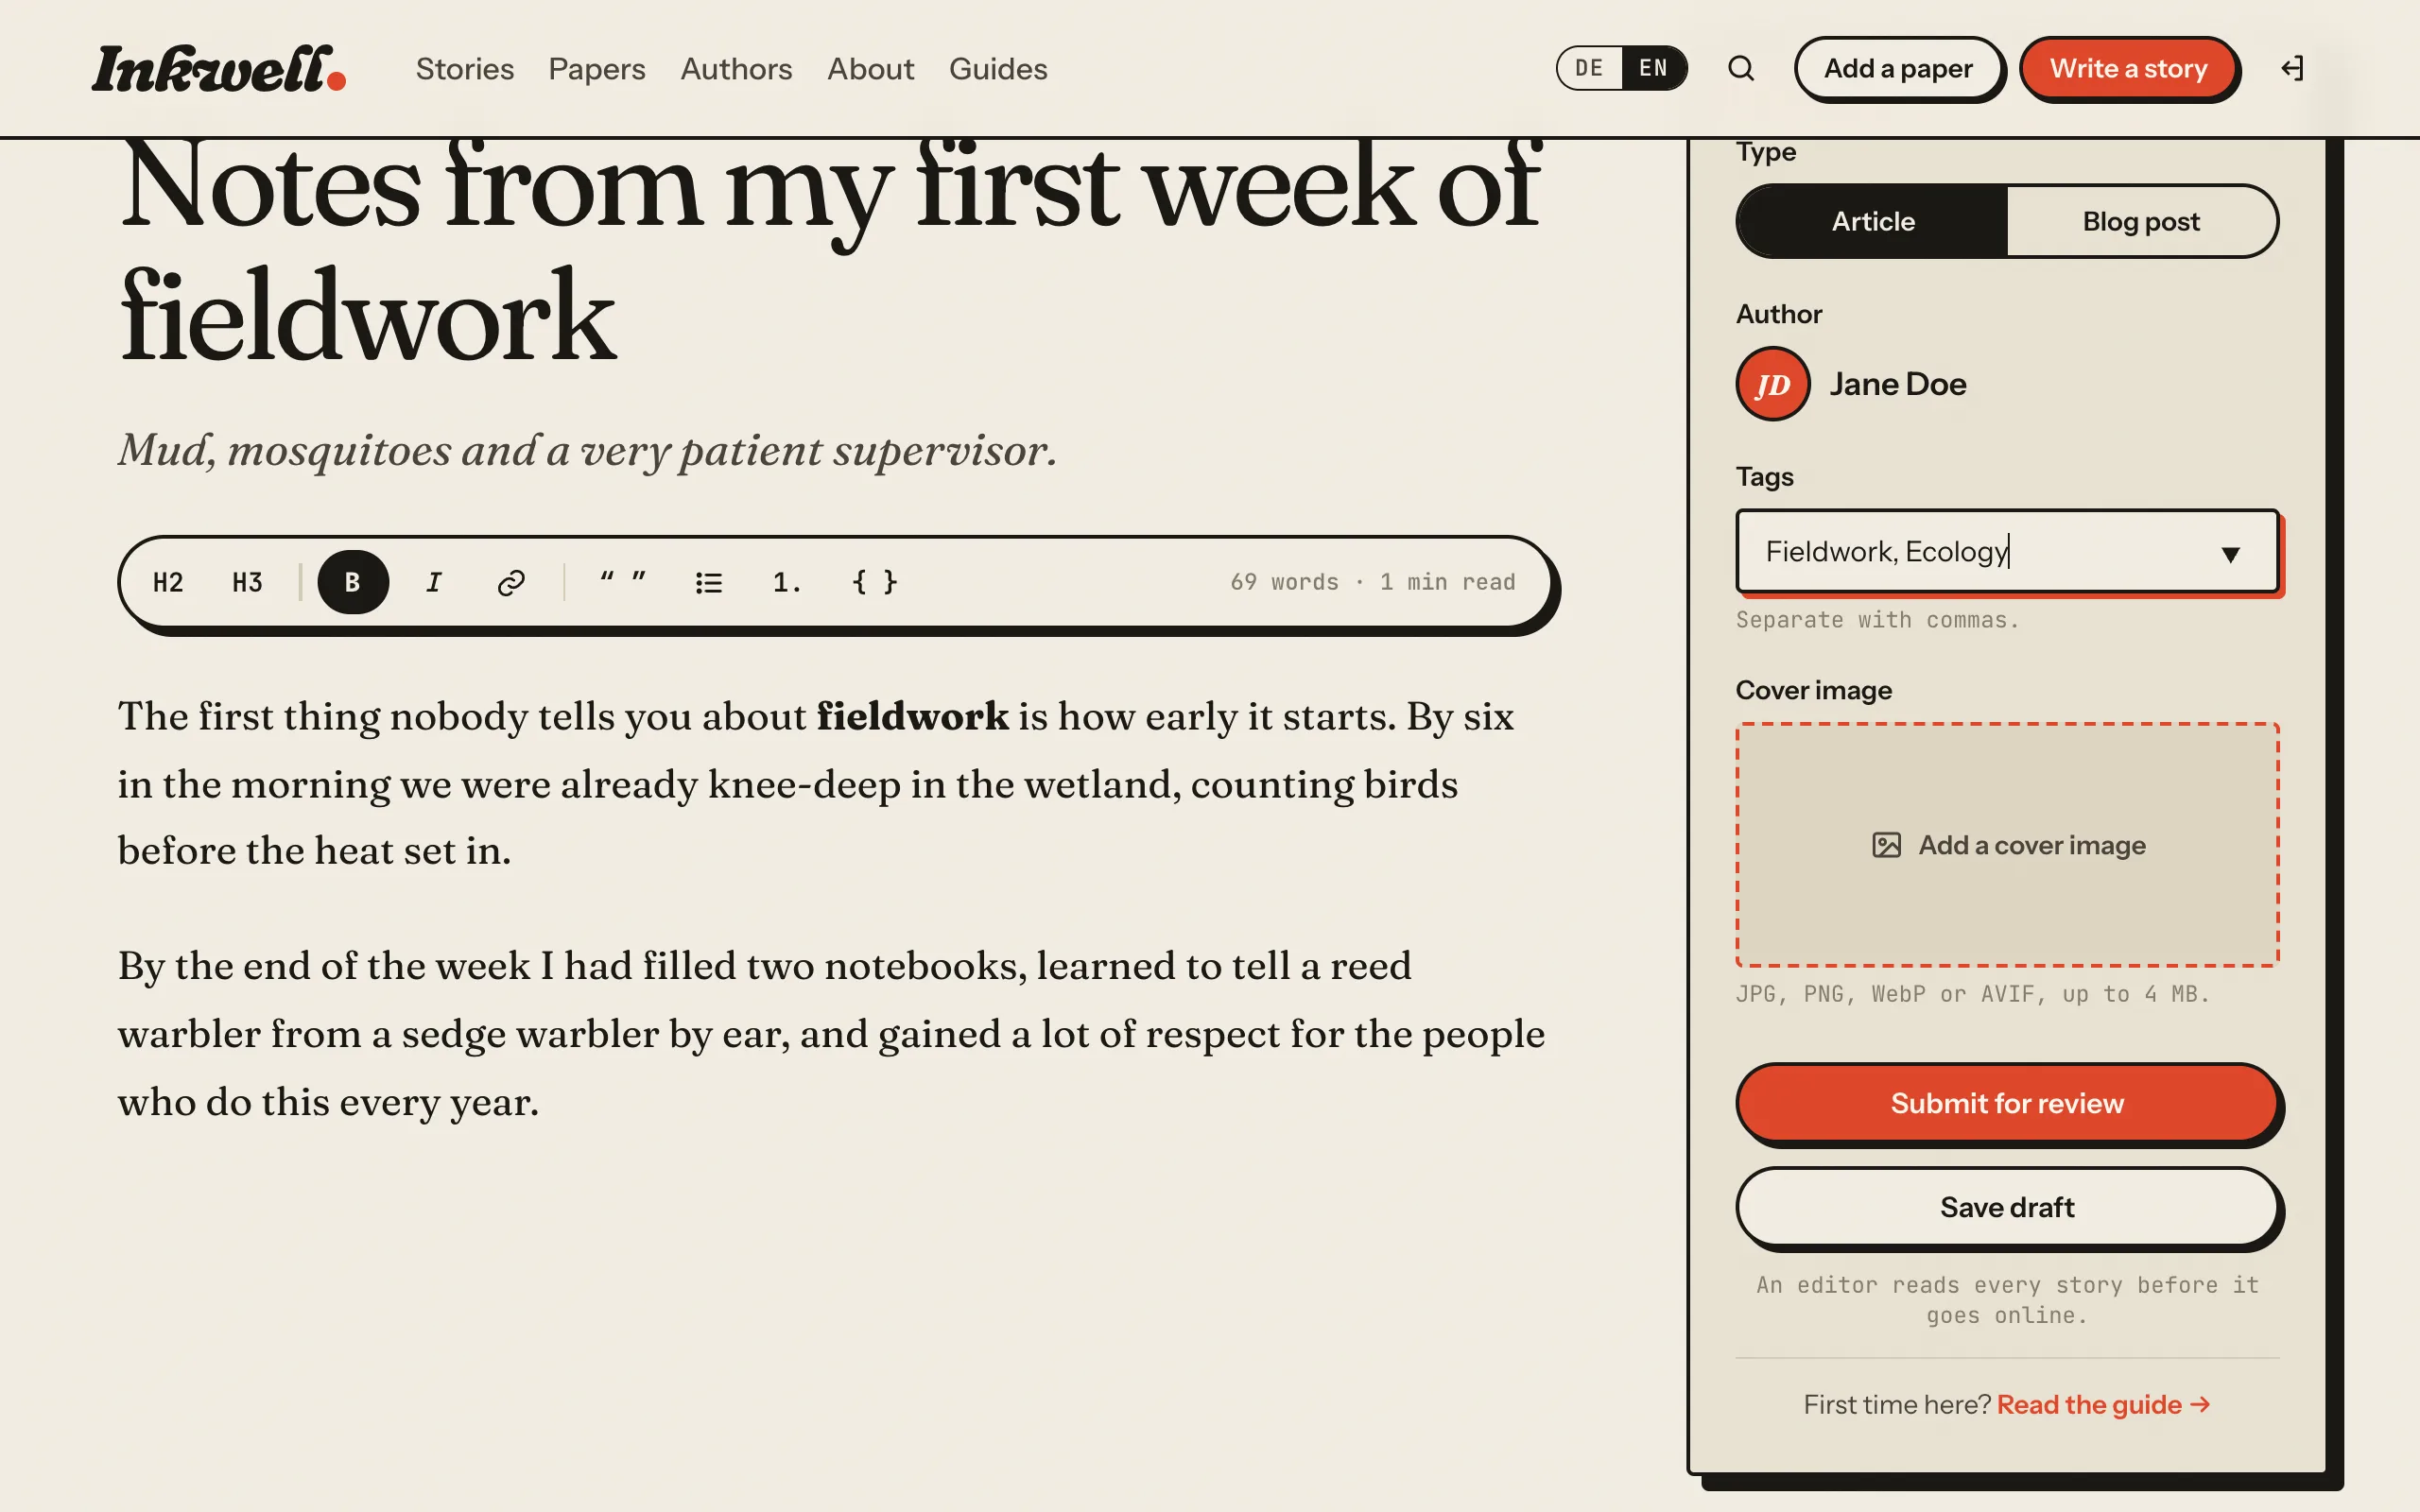 Inkwell.
Stories Papers Authors About Guides
DE EN
Add a paper
Write a story
Notes from my first week of
fieldwork
Mud, mosquitoes and a very patient supervisor.
H2 H3 B I “ ” 1. { }
69 words · 1 min read
The first thing nobody tells you about fieldwork is how early it starts. By six
in the morning we were already knee-deep in the wetland, counting birds
before the heat set in.
By the end of the week I had filled two notebooks, learned to tell a reed
warbler from a sedge warbler by ear, and gained a lot of respect for the people
who do this every year.
Type
Article
Blog post
Author
JD
Jane Doe
Tags
Fieldwork, Ecology
Separate with commas.
Cover image
Add a cover image
JPG, PNG, WebP or AVIF, up to 4 MB.
Submit for review
Save draft
An editor reads every story before it
goes online.
First time here? Read the guide →